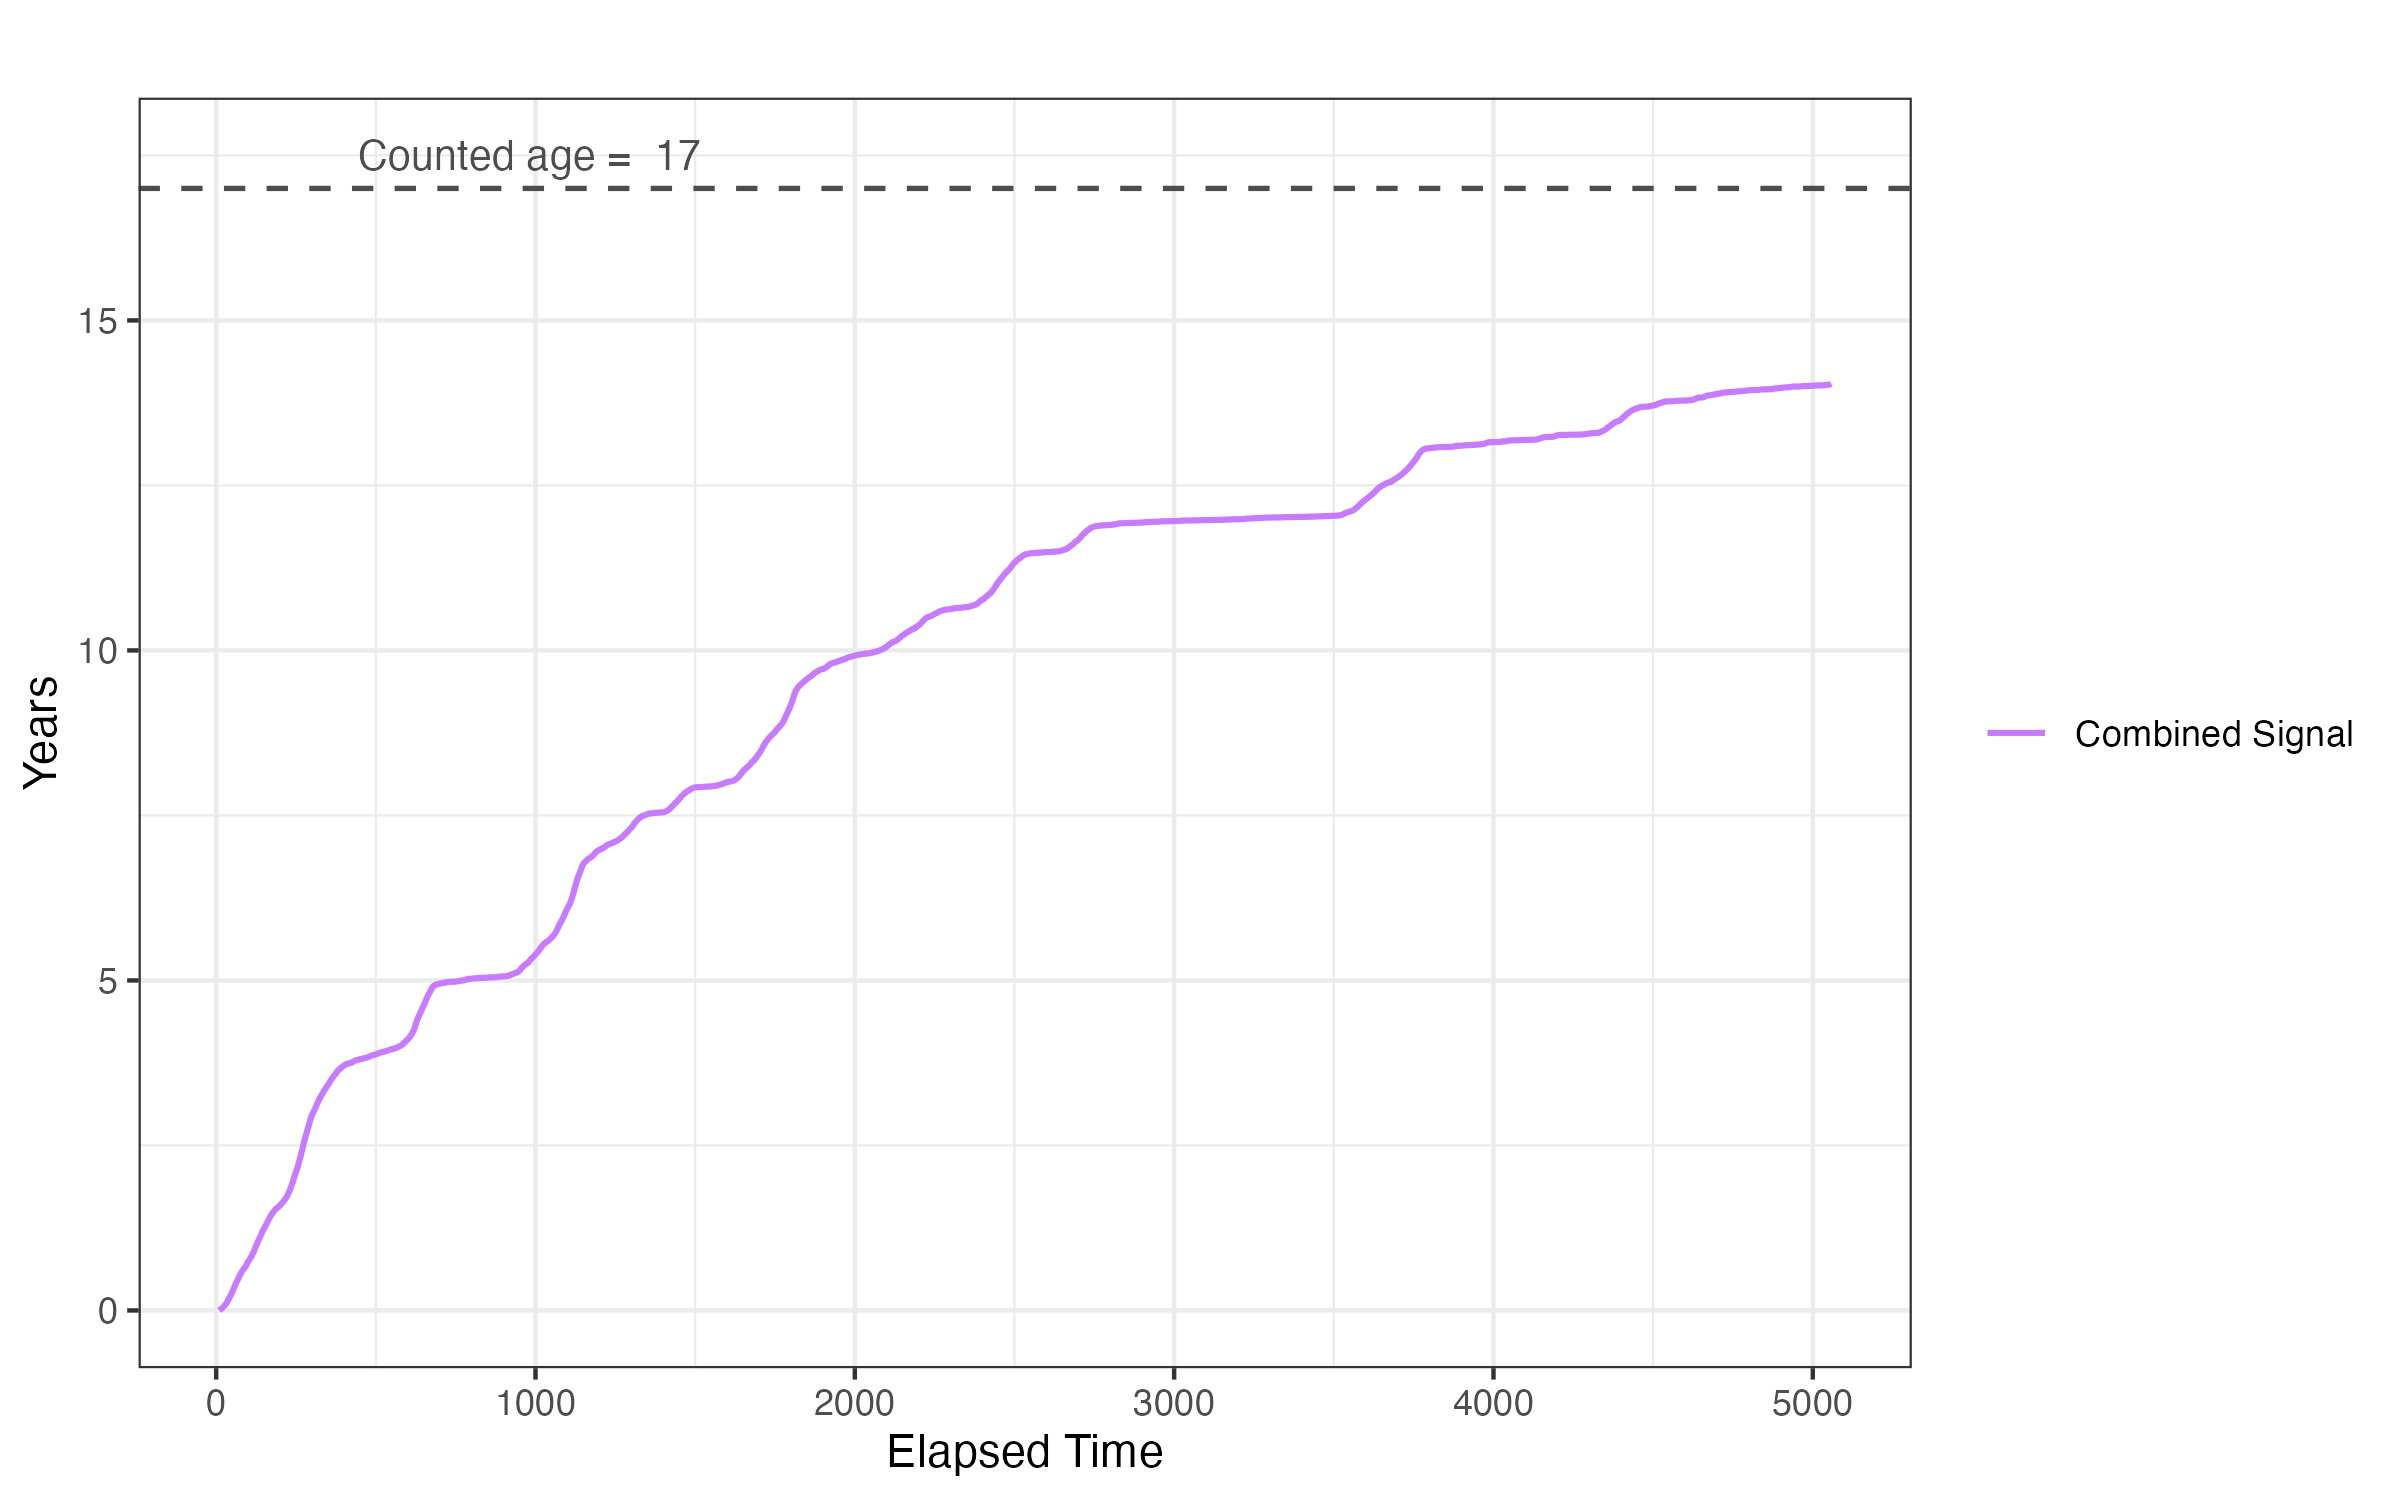 Counted age =  17
15
10
5
0
Years
0 1000 2000 3000 4000 5000
Elapsed Time
Combined Signal